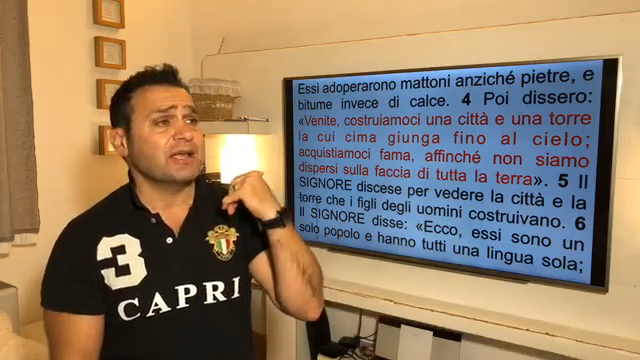 Essi adoperarono mattoni anziché pietre, e
bitume invece di calce. 4 Poi dissero:
«Venite, costruiamoci una città e una torre
la cui cima giunga fino al cielo;
acquistiamoci fama, affinché non siamo
dispersi sulla faccia di tutta la terra». 5 Il
SIGNORE discese per vedere la città e la
torre che i figli degli uomini costruivano. 6
Il SIGNORE disse: «Ecco, essi sono un
solo popolo e hanno tutti una lingua sola;
3
CAPRI